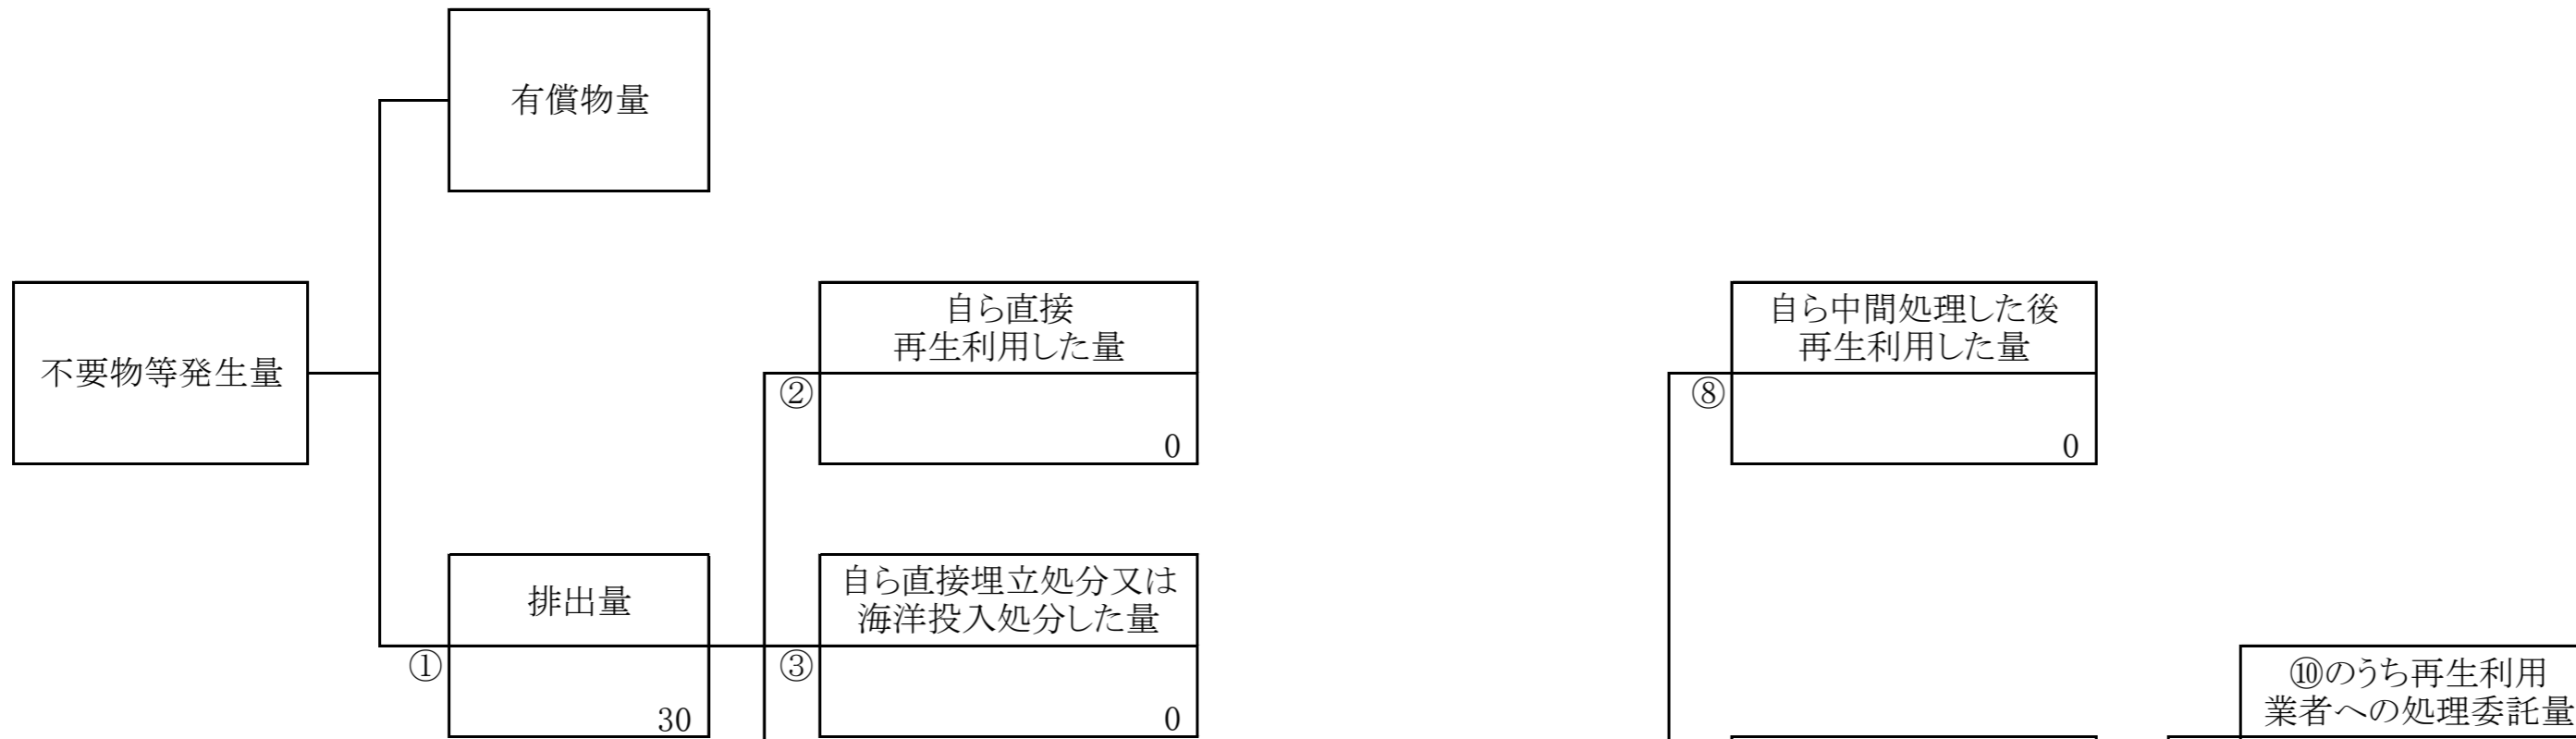 有償物量
不要物等発生量
自ら直接
再生利用した量
②
0
自ら中間処理した後
再生利用した量
⑧
0
排出量
①
30
自ら直接埋立処分又は
海洋投入処分した量
③
0
⑩のうち再生利用
業者への処理委託量